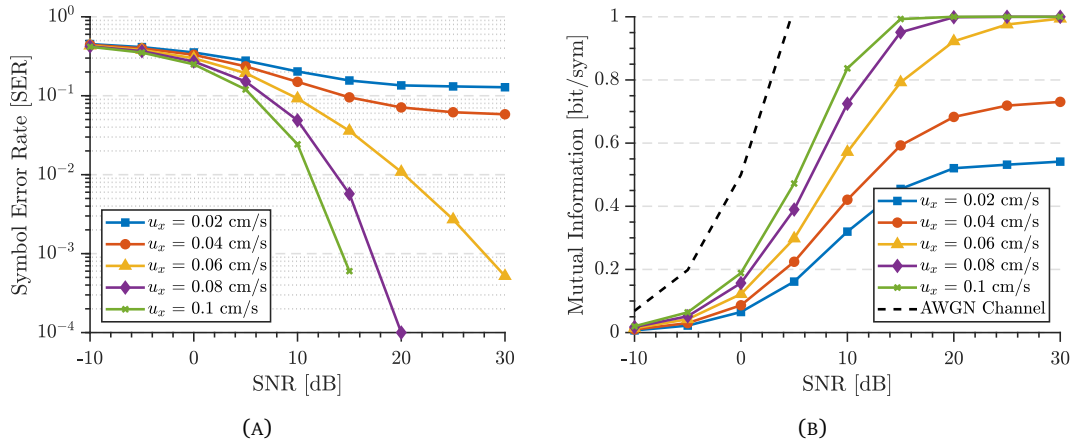 10^0
10^-1
10^-2
10^-3
10^-4
Symbol Error Rate [SER]
u_x = 0.02 cm/s
u_x = 0.04 cm/s
u_x = 0.06 cm/s
u_x = 0.08 cm/s
u_x = 0.1 cm/s
-10 0 10 20 30
SNR [dB]
(A)
1
0.8
0.6
0.4
0.2
0
Mutual Information [bit/sym]
u_x = 0.02 cm/s
u_x = 0.04 cm/s
u_x = 0.06 cm/s
u_x = 0.08 cm/s
u_x = 0.1 cm/s
AWGN Channel
-10 0 10 20 30
SNR [dB]
(B)